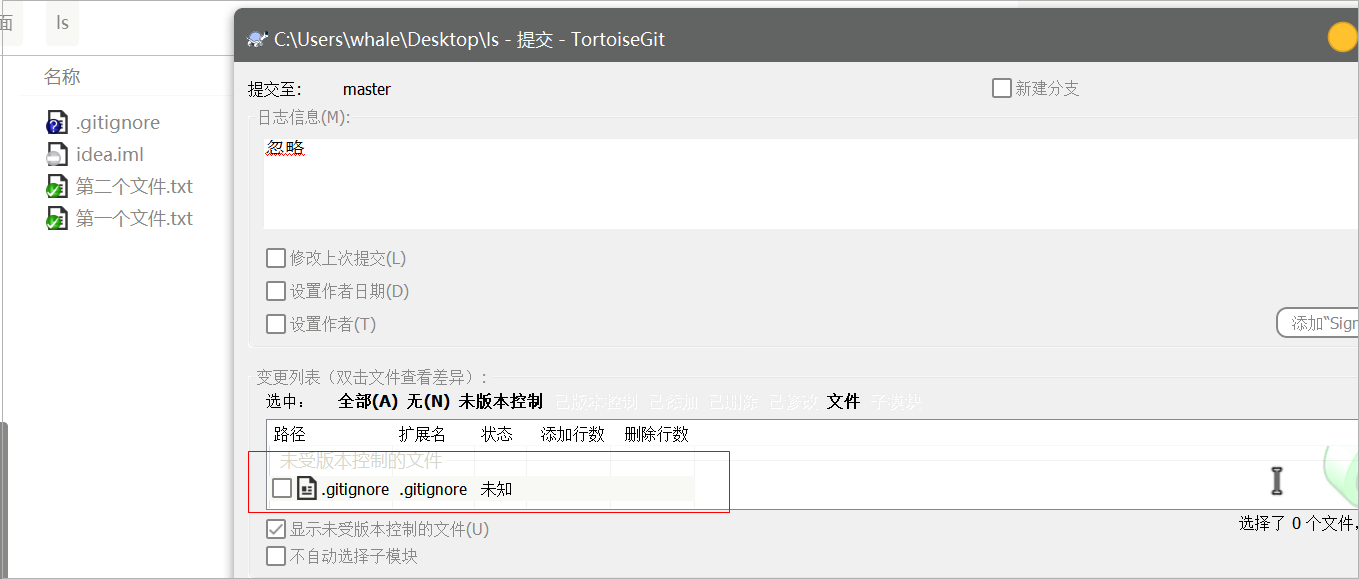 面 ls
名称
.gitignore
idea.iml
第二个文件.txt
第一个文件.txt
C:\Users\whale\Desktop\ls - 提交 - TortoiseGit
提交至: master 新建分支
日志信息(M):
忽略
修改上次提交(L)
设置作者日期(D)
设置作者(T)
添加“Sign
变更列表（双击文件查看差异）:
选中: 全部(A) 无(N) 未版本控制 已版本控制 已添加 已删除 已修改 文件 子模块
路径 扩展名 状态 添加行数 删除行数
未受版本控制的文件
.gitignore .gitignore 未知
显示未受版本控制的文件(U)
选择了 0 个文件，
不自动选择子模块